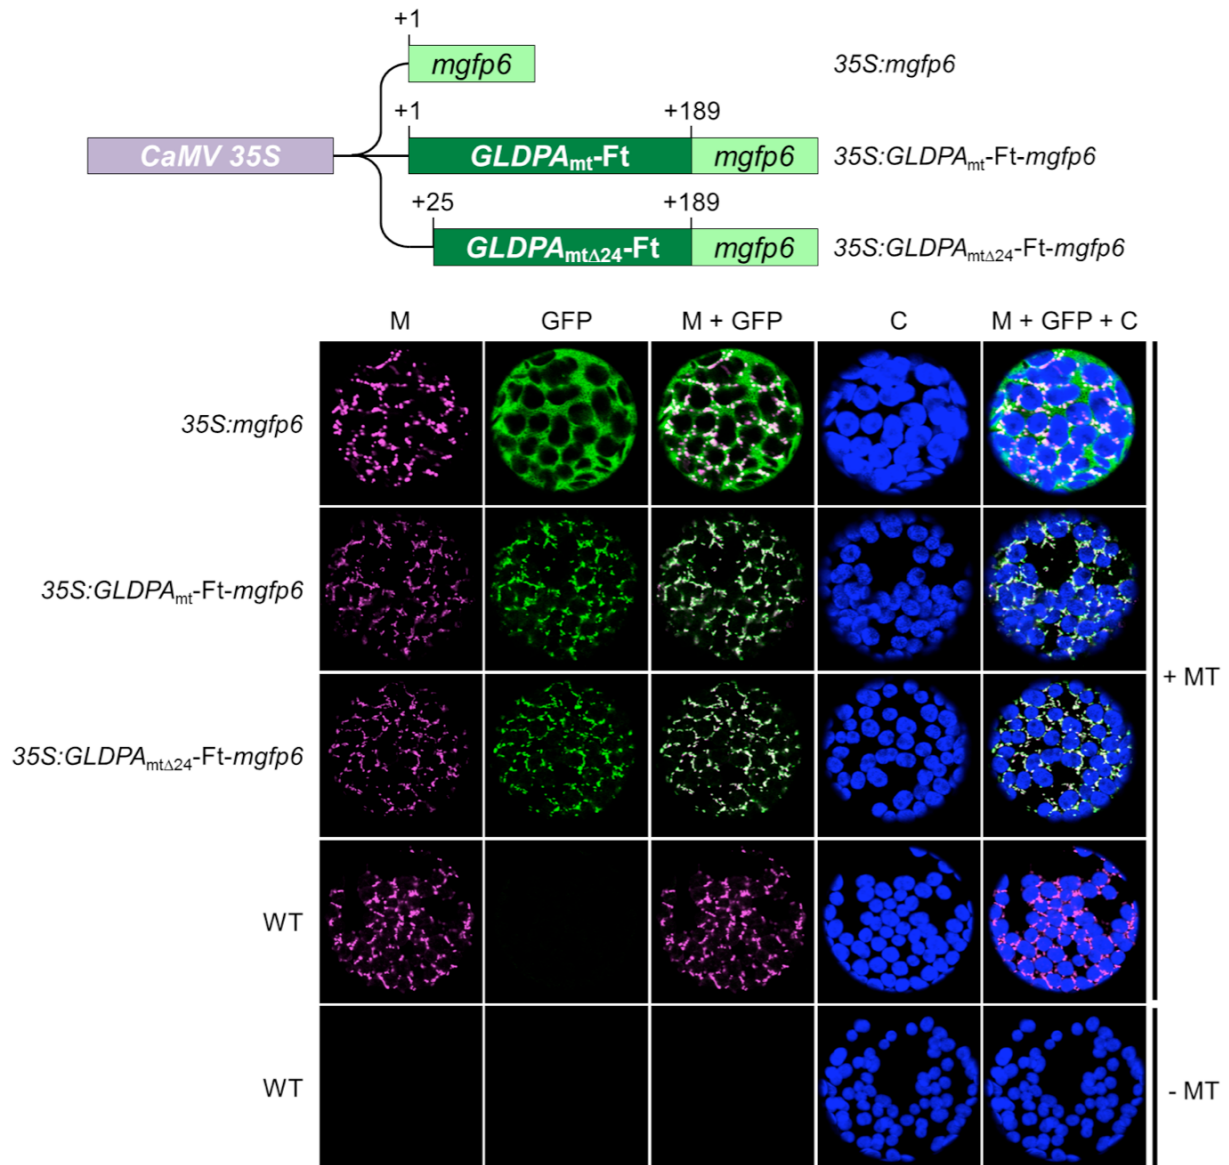 +1
mgfp6 35S:mgfp6
+1 +189
CaMV 35S GLDPAmt-Ft mgfp6 35S:GLDPAmt-Ft-mgfp6
+25 +189
GLDPAmtΔ24-Ft mgfp6 35S:GLDPAmtΔ24-Ft-mgfp6
M GFP M + GFP C M + GFP + C
35S:mgfp6
35S:GLDPAmt-Ft-mgfp6
+ MT
35S:GLDPAmtΔ24-Ft-mgfp6
WT
WT - MT